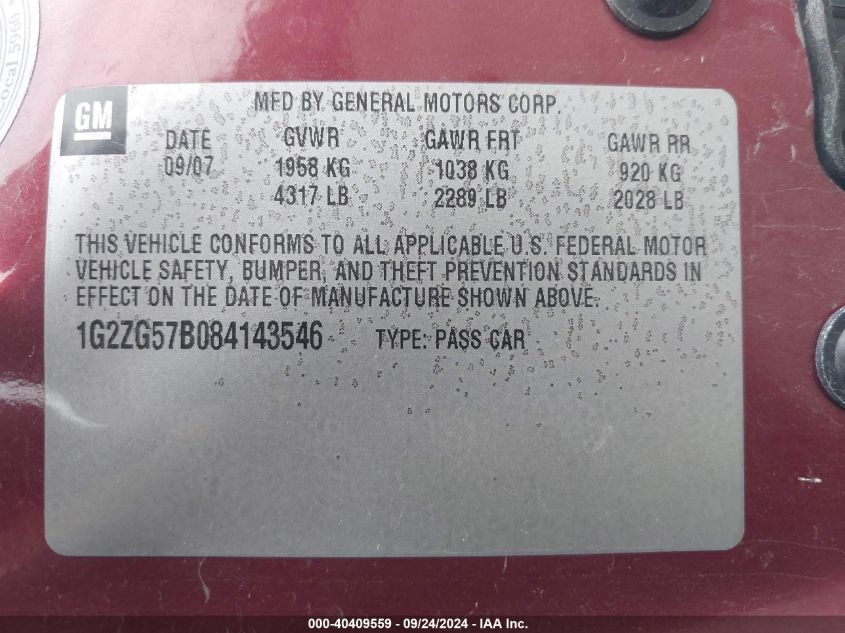 Local 5960
GM
MFD BY GENERAL MOTORS CORP.
DATE GVWR GAWR FRT GAWR RR
09/07 1958 KG 1038 KG 920 KG
4317 LB 2289 LB 2028 LB
THIS VEHICLE CONFORMS TO ALL APPLICABLE U.S. FEDERAL MOTOR
VEHICLE SAFETY, BUMPER, AND THEFT PREVENTION STANDARDS IN
EFFECT ON THE DATE OF MANUFACTURE SHOWN ABOVE.
1G2ZG57B084143546 TYPE: PASS CAR
000-40409559 - 09/24/2024 - IAA Inc.